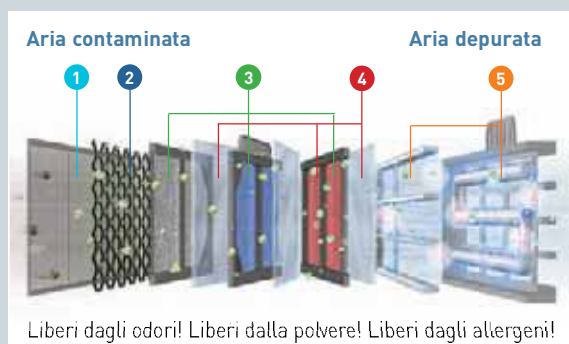 Aria contaminata Aria depurata
1 2 3 4 5
Liberi dagli odori! Liberi dalla polvere! Liberi dagli allergeni!